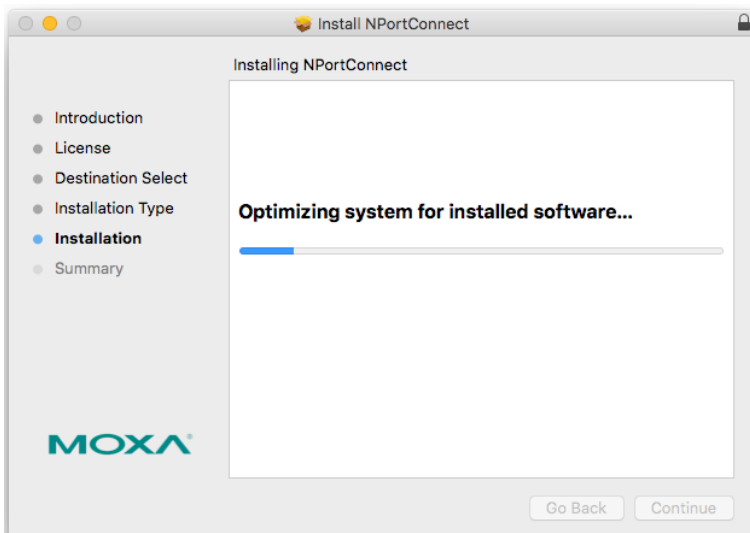 Install NPortConnect
Installing NPortConnect
Introduction
License
Destination Select
Installation Type
Installation
Summary
Optimizing system for installed software...
MOXA®
Go Back
Continue